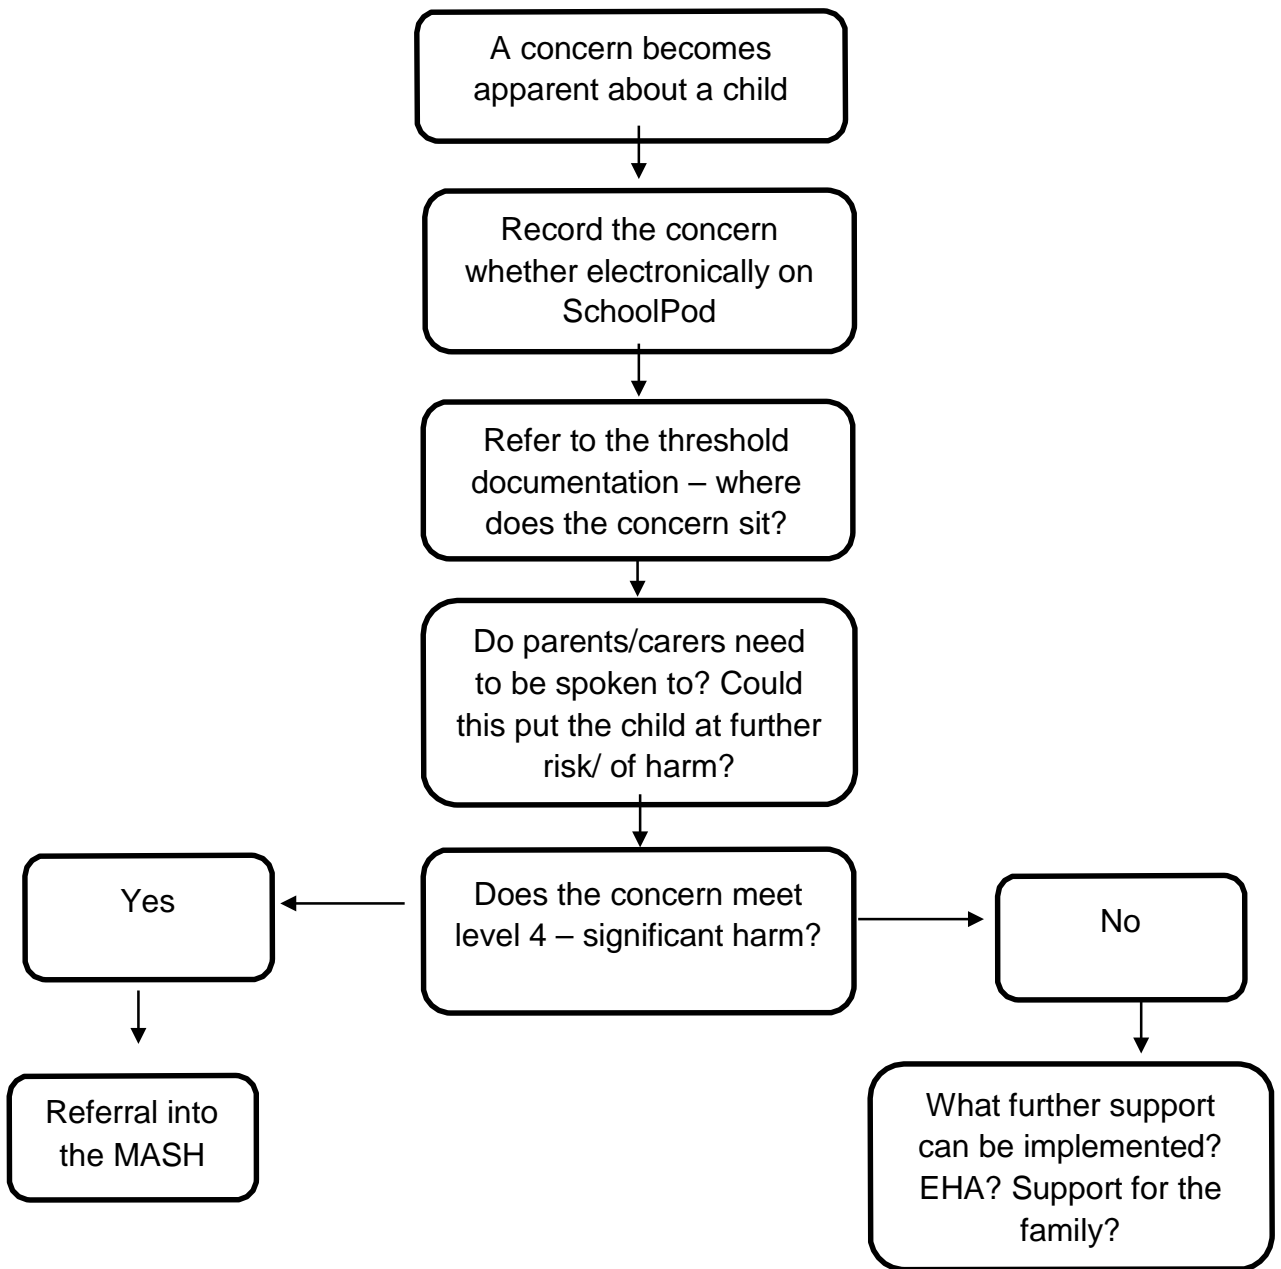 A concern becomes
apparent about a child
Record the concern
whether electronically on
SchoolPod
Refer to the threshold
documentation – where
does the concern sit?
Do parents/carers need
to be spoken to? Could
this put the child at further
risk/ of harm?
Does the concern meet
level 4 – significant harm?
Yes
No
Referral into
the MASH
What further support
can be implemented?
EHA? Support for the
family?